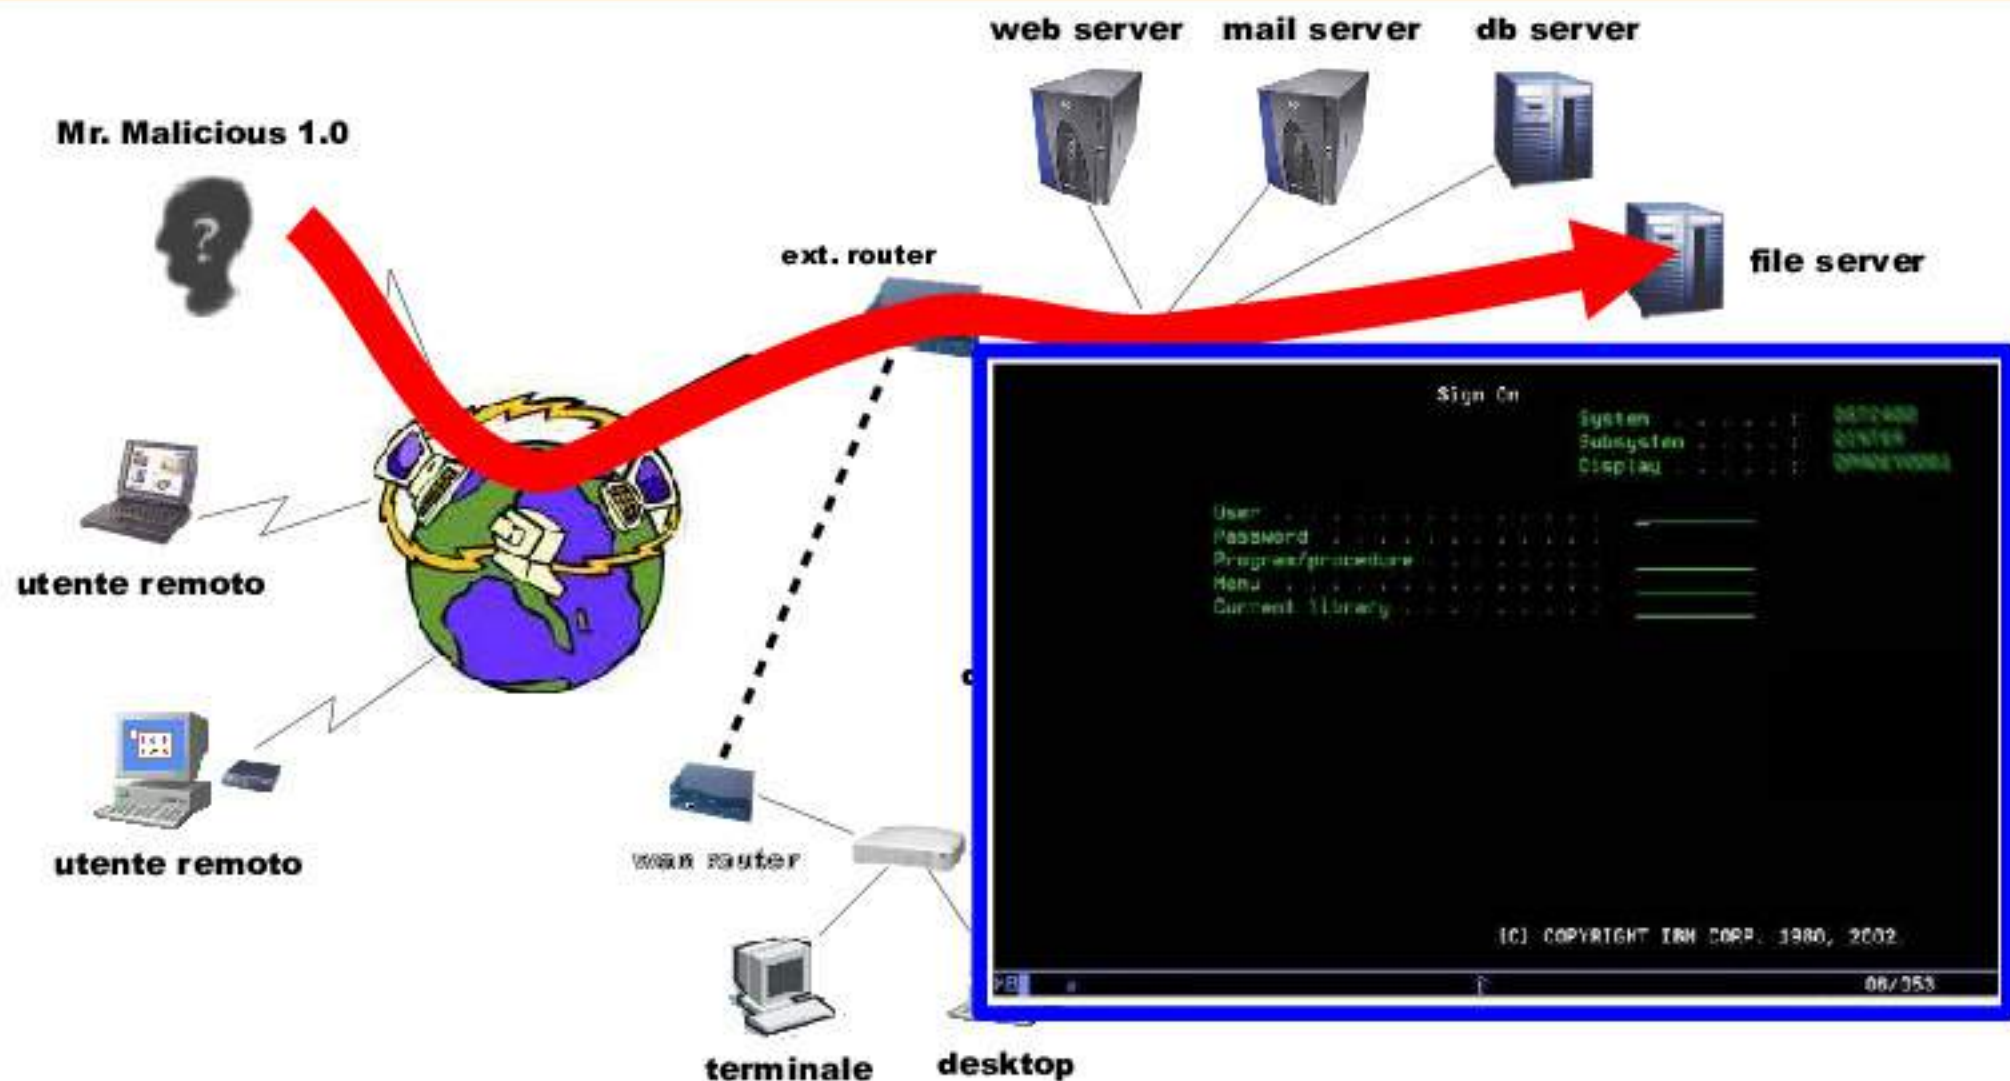 web server
mail server
db server
Mr. Malicious 1.0
?
ext. router
file server
Sign On
System . . . . . :
Subsystem . . . . :
Display . . . . . :
User . . . . . . . . . . . . . .
Password . . . . . . . . . . . .
Program/procedure . . . . . . . .
Menu . . . . . . . . . . . . . .
Current library . . . . . . . . .
utente remoto
utente remoto
wan router
(C) COPYRIGHT IBM CORP. 1980, 2002.
06/053
terminale
desktop